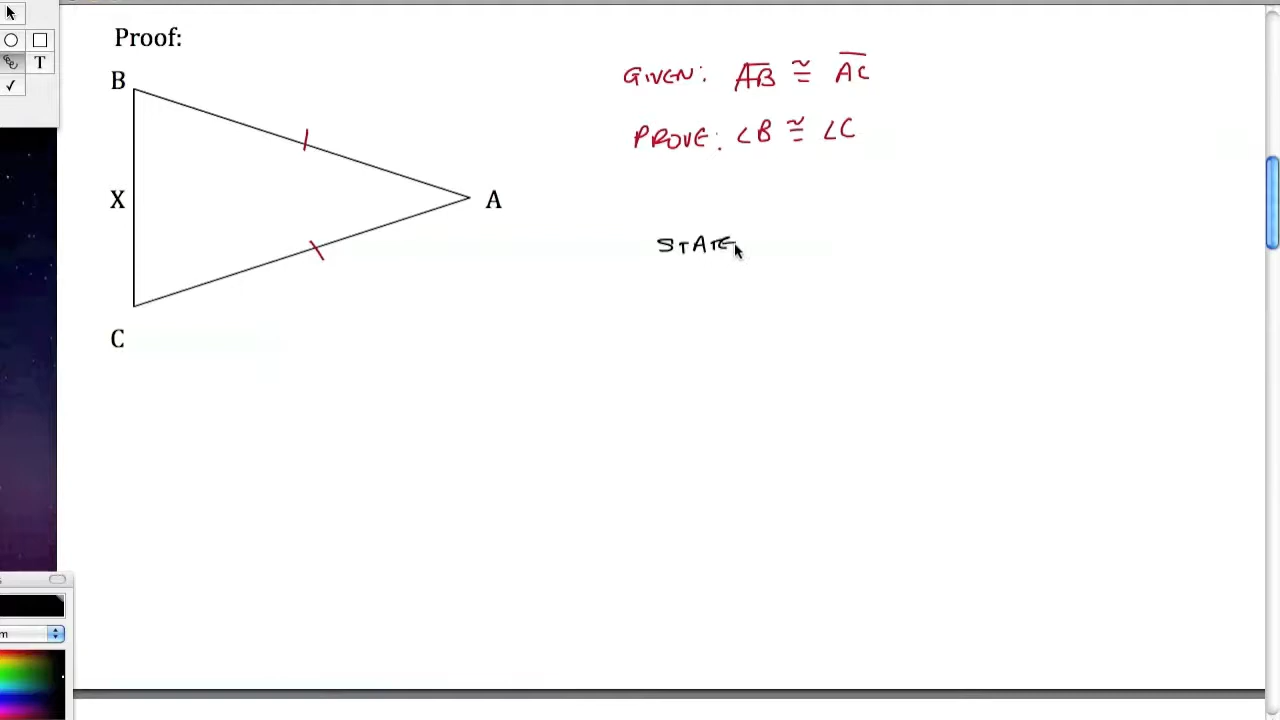 Proof:
B
X
A
C
GIVEN: AB ≅ AC
PROVE: ∠B ≅ ∠C
STATE
T
m